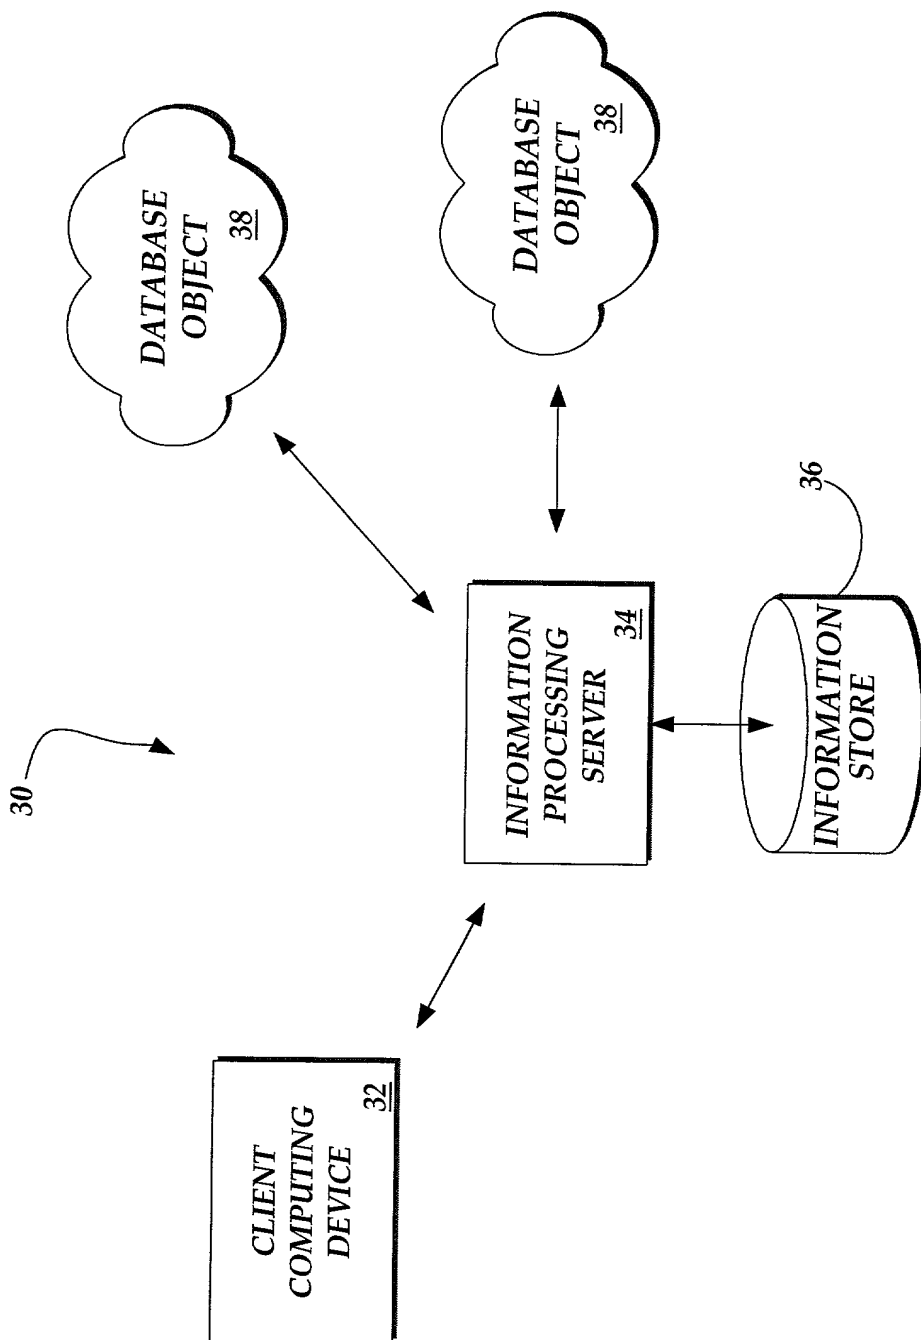 30
CLIENT
COMPUTING
DEVICE
32
INFORMATION
PROCESSING
SERVER
34
INFORMATION
STORE
36
DATABASE
OBJECT
38
DATABASE
OBJECT
38